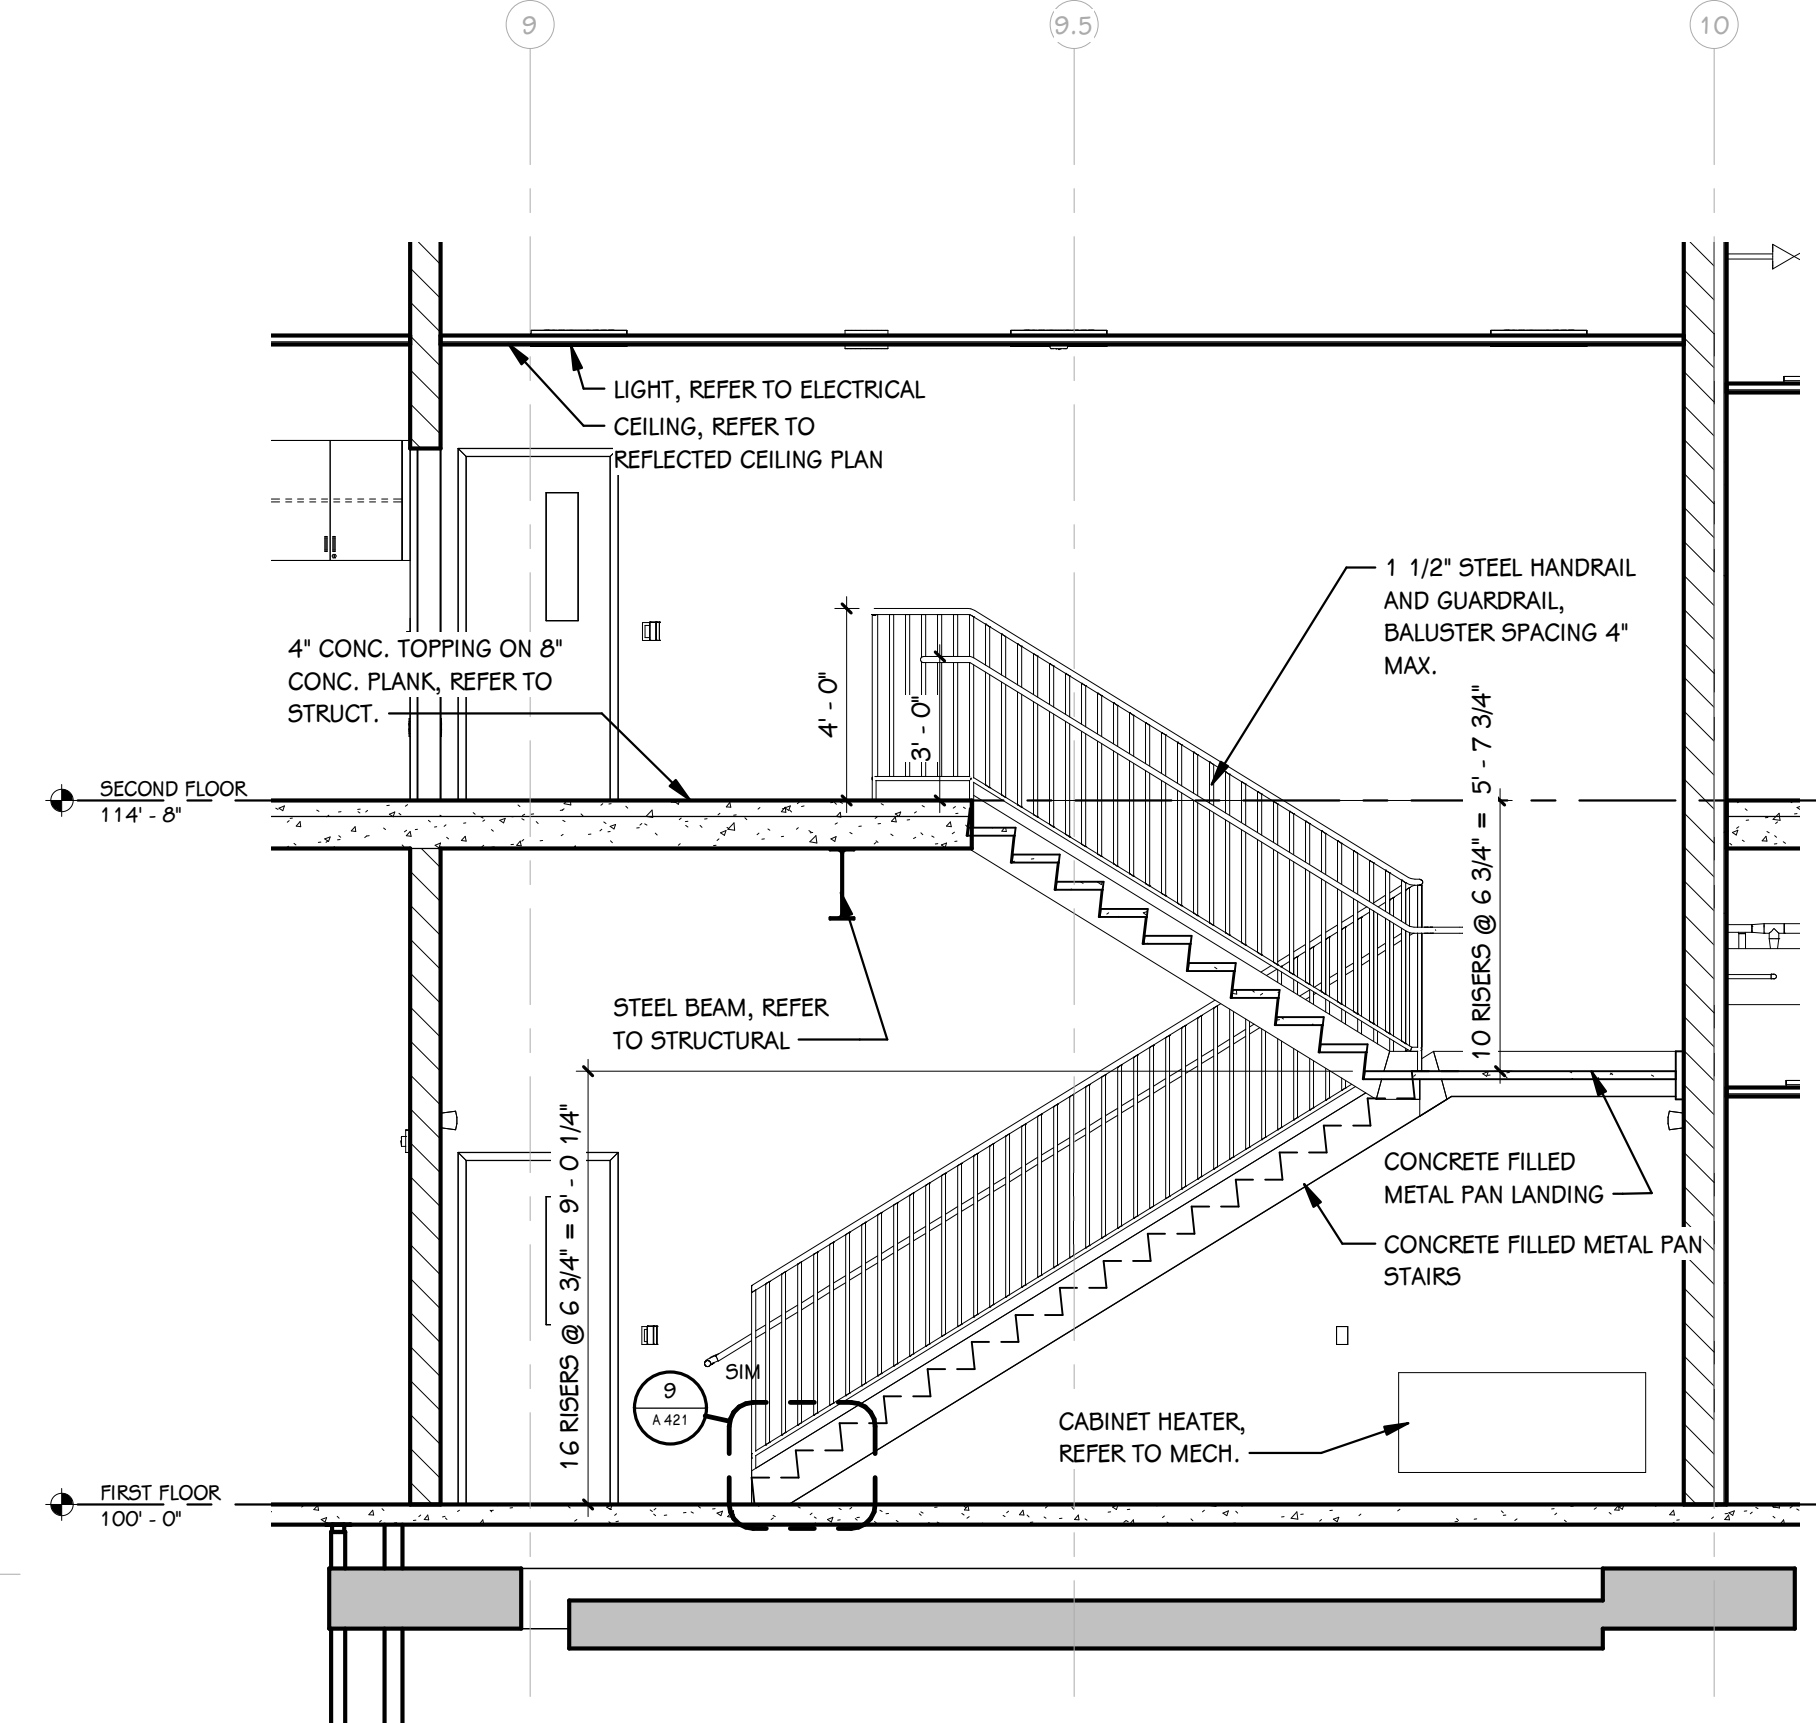 9
9.5
10
LIGHT, REFER TO ELECTRICAL
CEILING, REFER TO
REFLECTED CEILING PLAN
1 1/2" STEEL HANDRAIL
AND GUARDRAIL,
BALUSTER SPACING 4"
MAX.
4" CONC. TOPPING ON 8"
CONC. PLANK, REFER TO
STRUCT.
4' - 0"
3' - 0"
10 RISERS @ 6 3/4" = 5' - 7 3/4"
SECOND FLOOR
114' - 8"
STEEL BEAM, REFER
TO STRUCTURAL
16 RISERS @ 6 3/4" = 9' - 0 1/4"
CONCRETE FILLED
METAL PAN LANDING
CONCRETE FILLED METAL PAN
STAIRS
SIM
9
A 421
CABINET HEATER,
REFER TO MECH.
FIRST FLOOR
100' - 0"